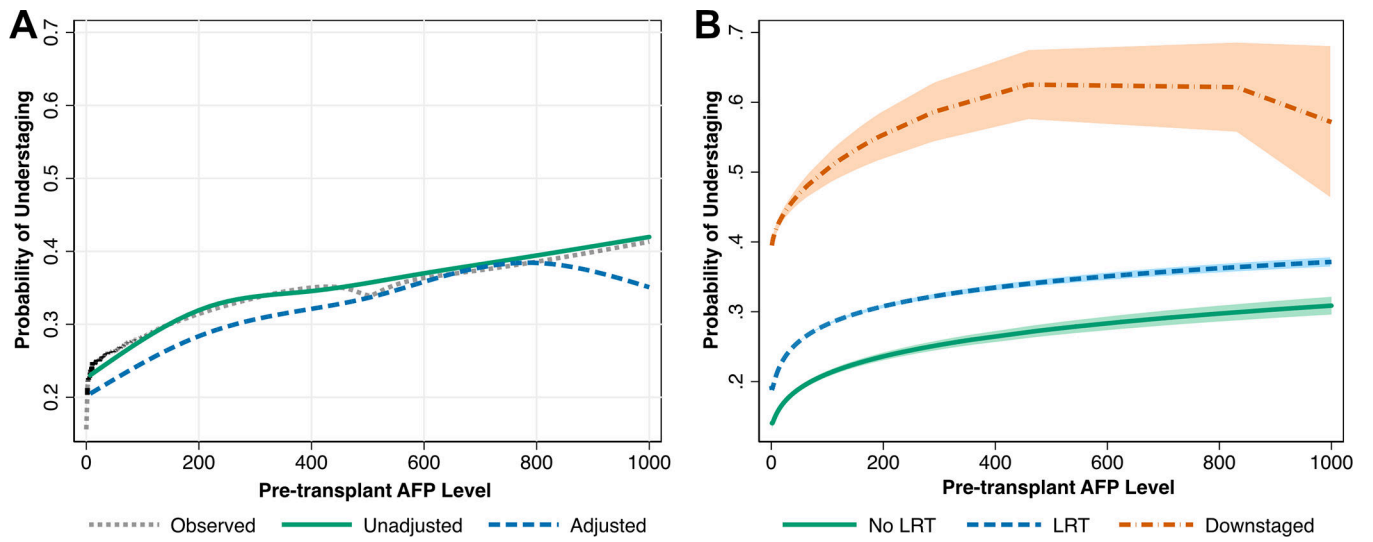 A
0.7
0.6
0.5
0.4
0.3
0.2
Probability of Understaging
0 200 400 600 800 1000
Pre-transplant AFP Level
Observed Unadjusted Adjusted
B
.7
.6
.5
.4
.3
.2
Probability of Understaging
0 200 400 600 800 1000
Pre-transplant AFP Level
No LRT LRT Downstaged